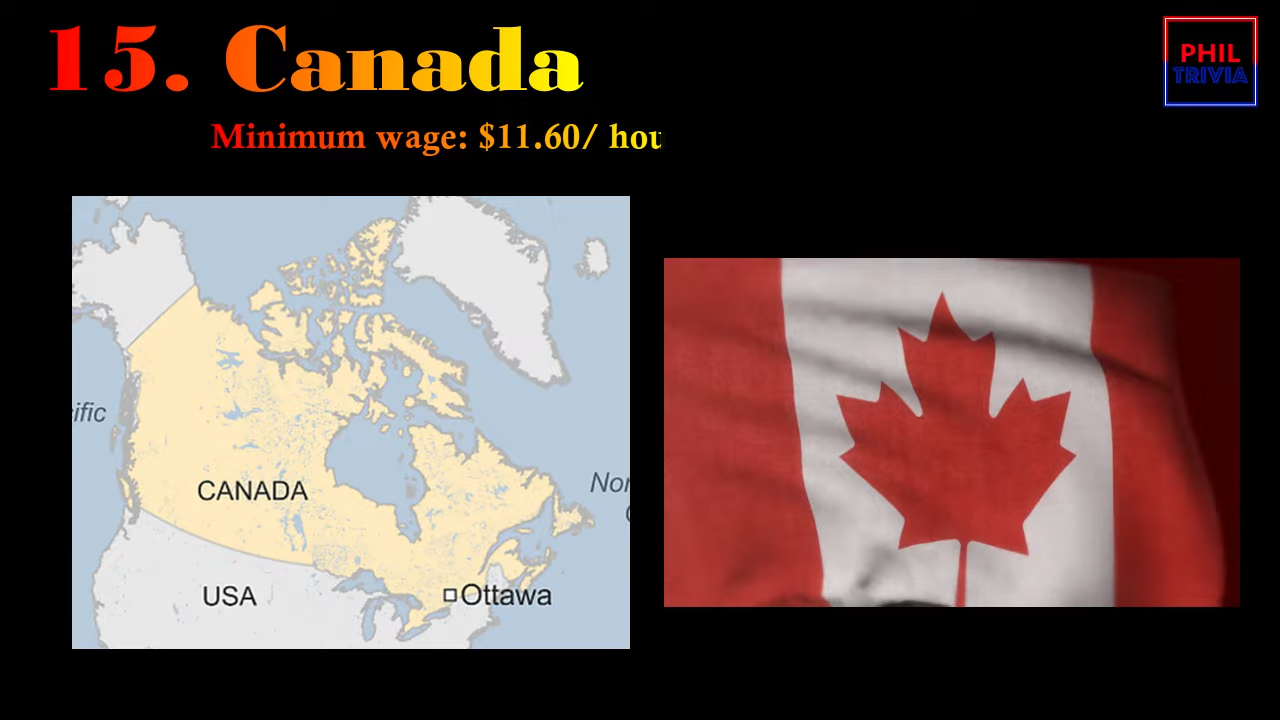 15. Canada
PHIL
TRIVIA
Minimum wage: $11.60/ hou
ific
CANADA
Nor
USA
Ottawa